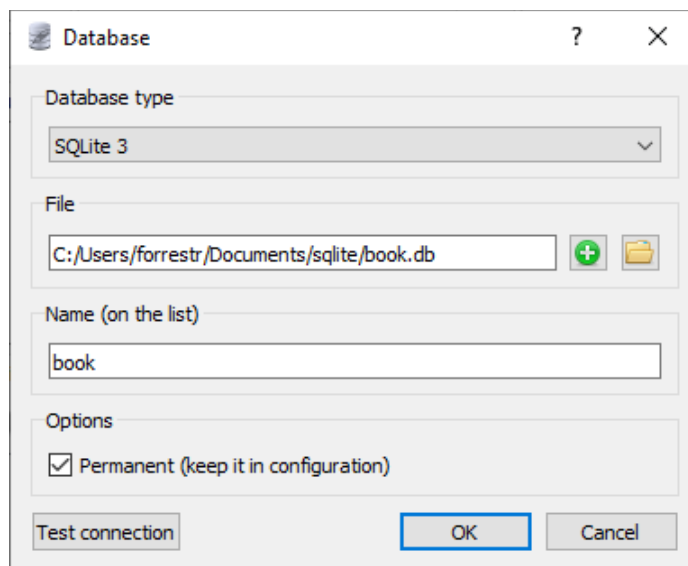 Database ?
Database type
SQLite 3
File
C:/Users/forrestr/Documents/sqlite/book.db
Name (on the list)
book
Options
Permanent (keep it in configuration)
Test connection OK Cancel